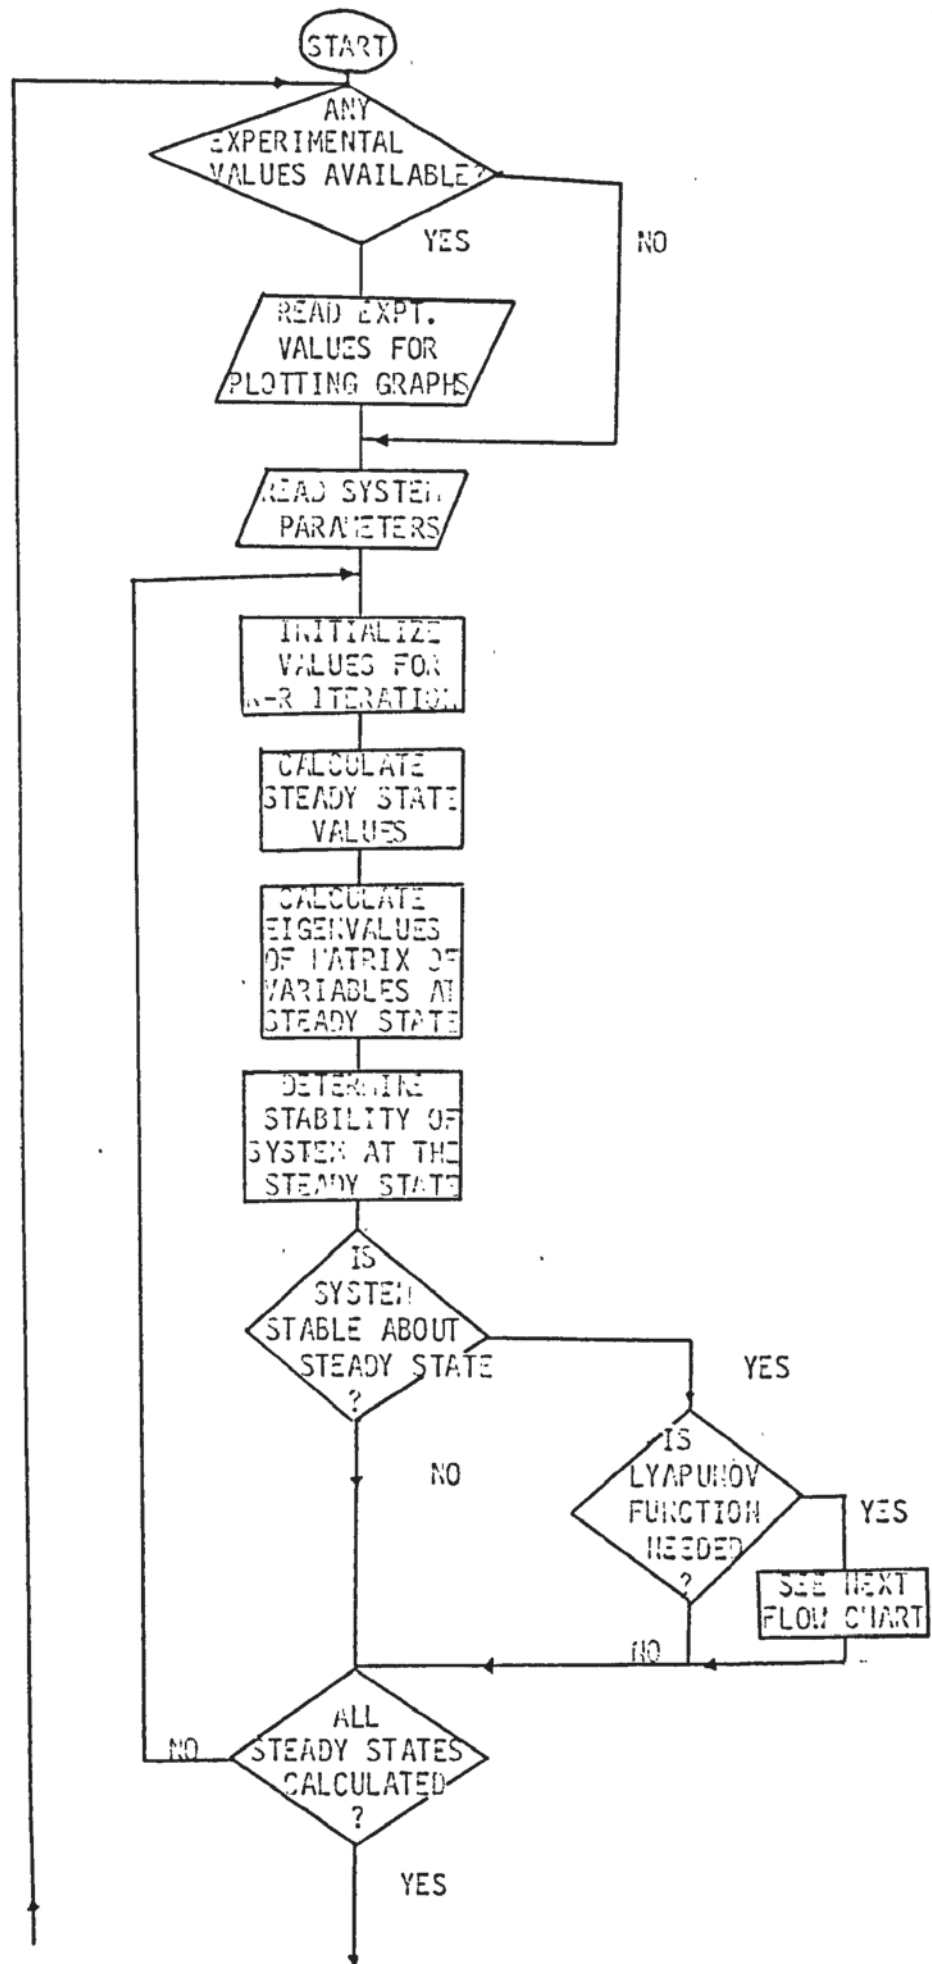 START
ANY
EXPERIMENTAL
VALUES AVAILABLE?
YES
NO
READ EXPT.
VALUES FOR
PLOTTING GRAPHS
READ SYSTEM
PARAMETERS
INITIALIZE
VALUES FOR
N-R ITERATION
CALCULATE
STEADY STATE
VALUES
CALCULATE
EIGENVALUES
OF MATRIX OF
VARIABLES AT
STEADY STATE
DETERMINE
STABILITY OF
SYSTEM AT THE
STEADY STATE
IS
SYSTEM
STABLE ABOUT
STEADY STATE
?
YES
NO
IS
LYAPUNOV
FUNCTION
NEEDED
?
YES
SEE NEXT
FLOW CHART
NO
ALL
STEADY STATES
CALCULATED
?
NO
YES